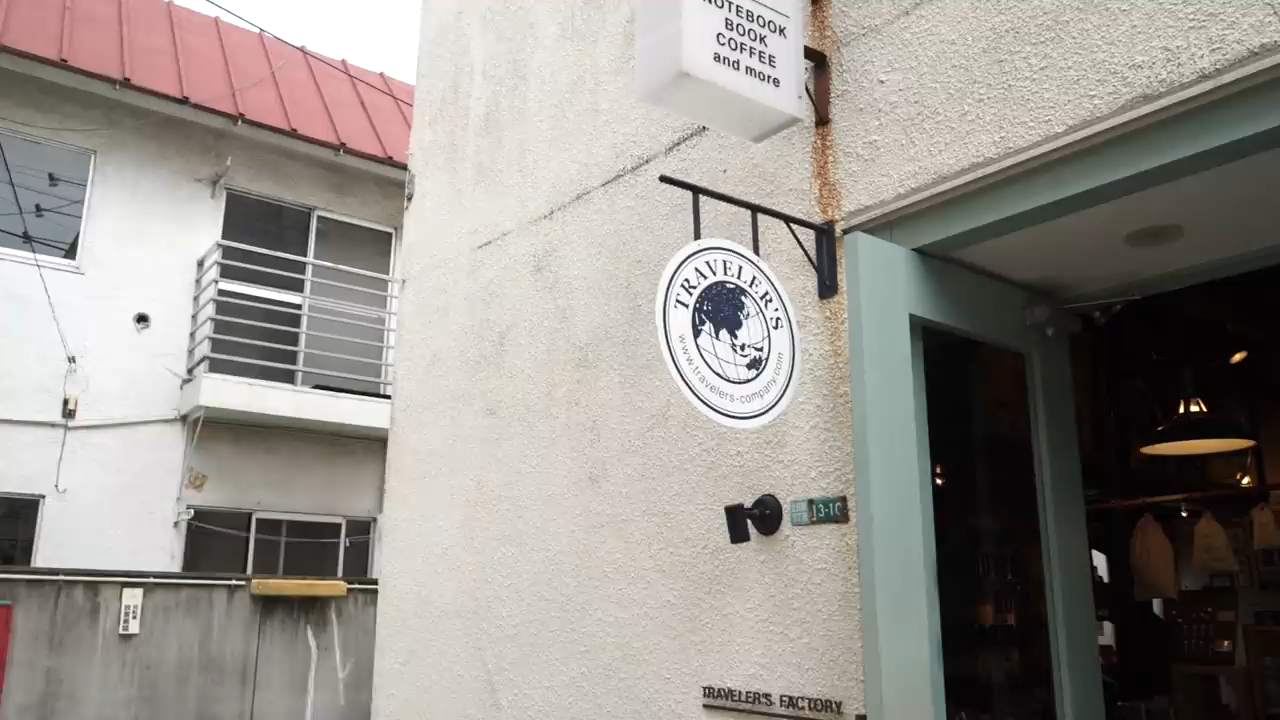 NOTEBOOK
BOOK
COFFEE
and more
TRAVELER'S
www.travelers-company.com
13-10
TRAVELER'S FACTORY